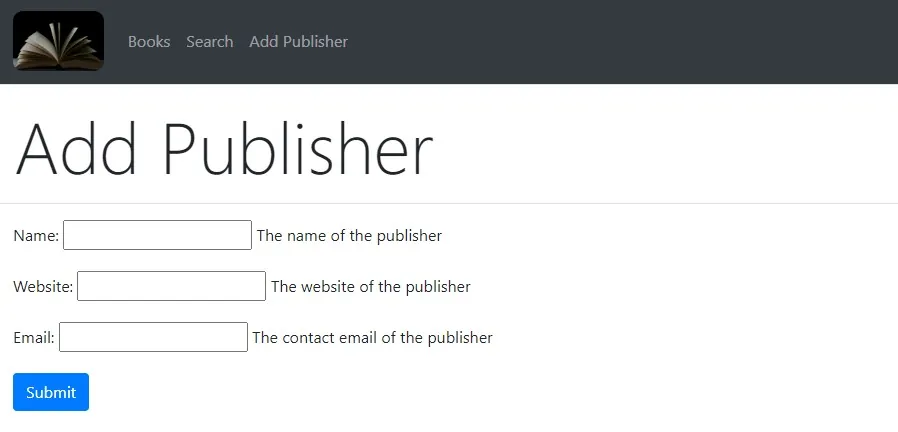 Books Search Add Publisher
Add Publisher
Name: The name of the publisher
Website: The website of the publisher
Email: The contact email of the publisher
Submit